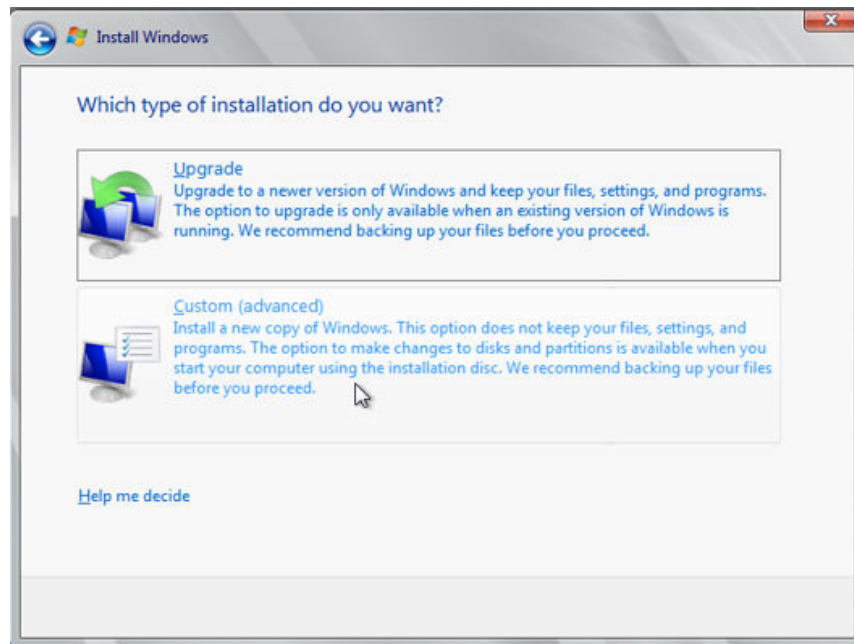 Install Windows
Which type of installation do you want?
Upgrade
Upgrade to a newer version of Windows and keep your files, settings, and programs.
The option to upgrade is only available when an existing version of Windows is
running. We recommend backing up your files before you proceed.
Custom (advanced)
Install a new copy of Windows. This option does not keep your files, settings, and
programs. The option to make changes to disks and partitions is available when you
start your computer using the installation disc. We recommend backing up your files
before you proceed.
Help me decide